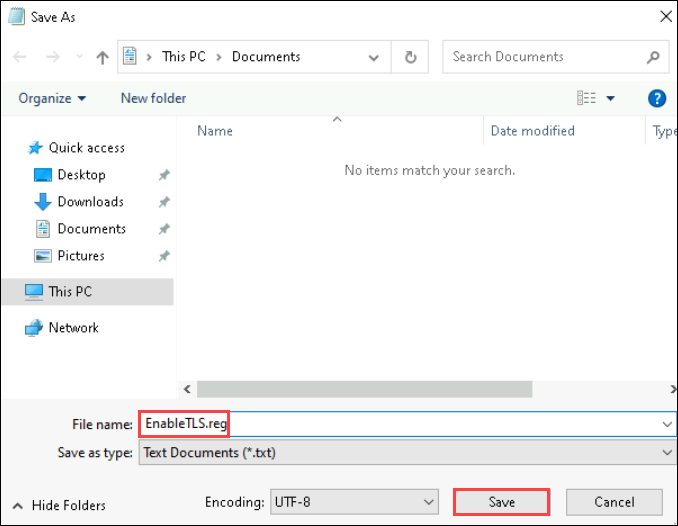 Save As
This PC > Documents
Search Documents
Organize
New folder
?
Name
Date modified
Type
No items match your search.
Quick access
Desktop
Downloads
Documents
Pictures
This PC
Network
File name: EnableTLS.reg
Save as type: Text Documents (*.txt)
Hide Folders
Encoding: UTF-8
Save
Cancel